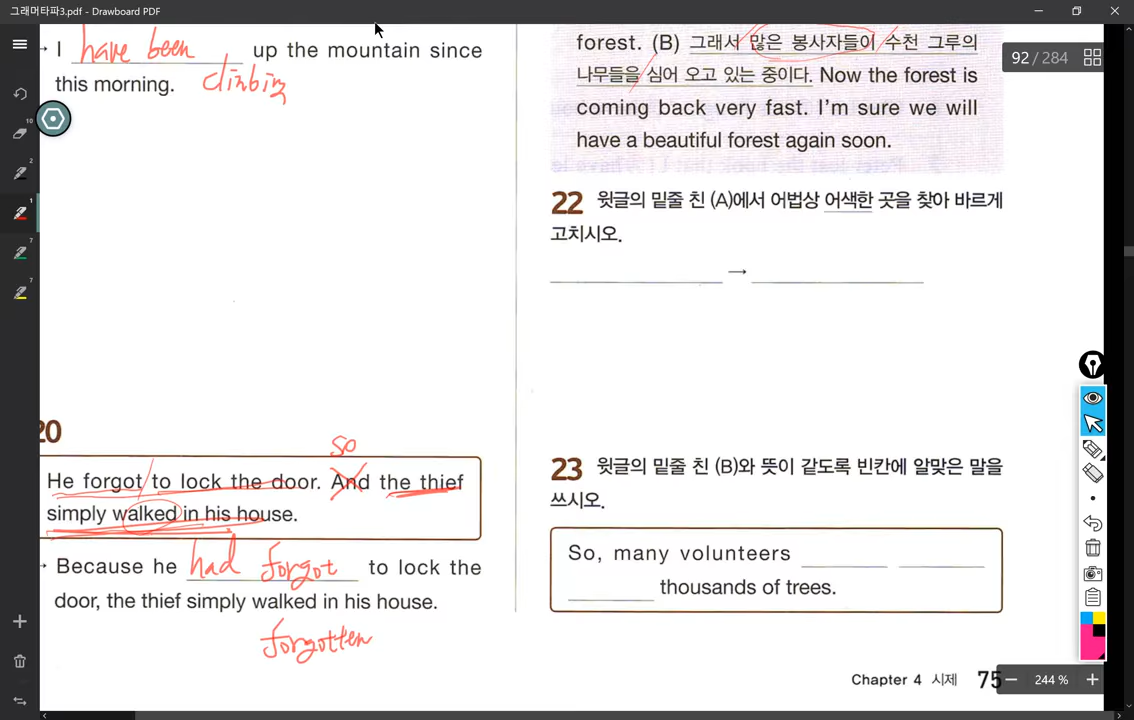 그래머타파3.pdf - Drawboard PDF
→ I have been up the mountain since
this morning. climbing
20
so
He forgot to lock the door. And the thief
simply walked in his house.
→ Because he had forgot to lock the
door, the thief simply walked in his house.
forgotten
forest. (B) 그래서 많은 봉사자들이 수천 그루의
나무들을 심어 오고 있는 중이다. Now the forest is
coming back very fast. I'm sure we will
have a beautiful forest again soon.
22 윗글의 밑줄 친 (A)에서 어법상 어색한 곳을 찾아 바르게
고치시오.
→
23 윗글의 밑줄 친 (B)와 뜻이 같도록 빈칸에 알맞은 말을
쓰시오.
So, many volunteers
thousands of trees.
Chapter 4 시제 75
92 / 284
244 %
10
2
1
7
7